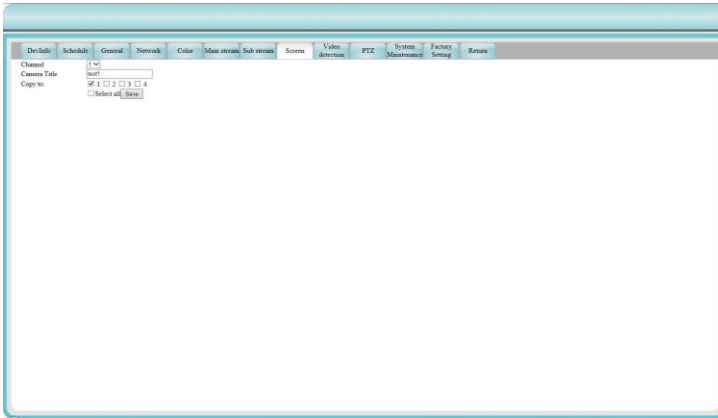 DevInfo Schedule General Network Color Main stream Sub stream Screen Video detection PTZ System Maintenance Factory Setting Return
Channel 1
Camera Title test1
Copy to: 1 2 3 4
Select all Save